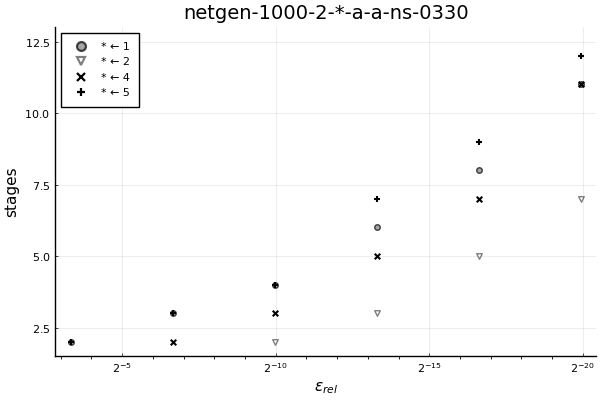 netgen-1000-2-*-a-a-ns-0330
* ← 1
* ← 2
* ← 4
* ← 5
12.5
10.0
7.5
5.0
2.5
stages
2⁻⁵ 2⁻¹⁰ 2⁻¹⁵ 2⁻²⁰
ε_rel